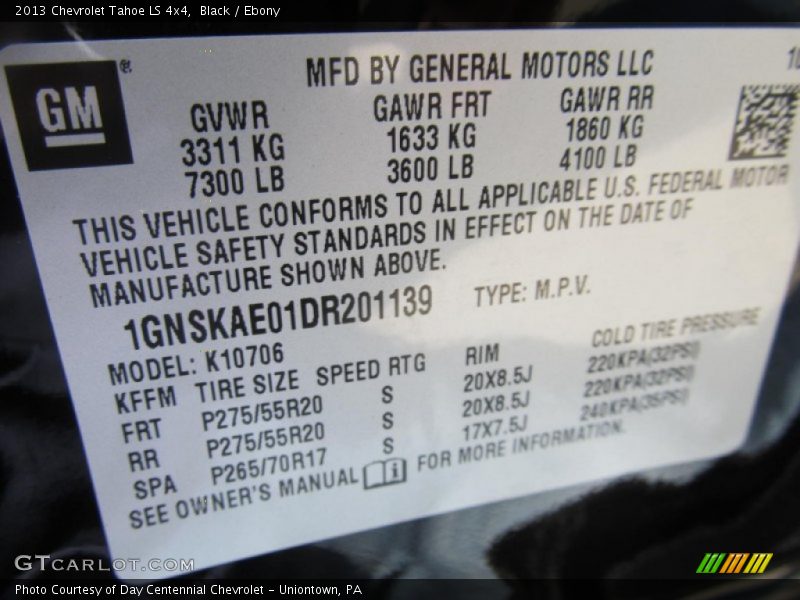 2013 Chevrolet Tahoe LS 4x4, Black / Ebony
GM®
MFD BY GENERAL MOTORS LLC
GVWR GAWR FRT GAWR RR
3311 KG 1633 KG 1860 KG
7300 LB 3600 LB 4100 LB
THIS VEHICLE CONFORMS TO ALL APPLICABLE U.S. FEDERAL MOTOR
VEHICLE SAFETY STANDARDS IN EFFECT ON THE DATE OF
MANUFACTURE SHOWN ABOVE.
1GNSKAE01DR201139 TYPE: M.P.V.
MODEL: K10706
KFFM TIRE SIZE SPEED RTG RIM COLD TIRE PRESSURE
FRT P275/55R20 S 20X8.5J 220KPA(32PSI)
RR P275/55R20 S 20X8.5J 220KPA(32PSI)
SPA P265/70R17 S 17X7.5J 240KPA(35PSI)
SEE OWNER'S MANUAL i FOR MORE INFORMATION.
GTCARLOT.COM
Photo Courtesy of Day Centennial Chevrolet - Uniontown, PA